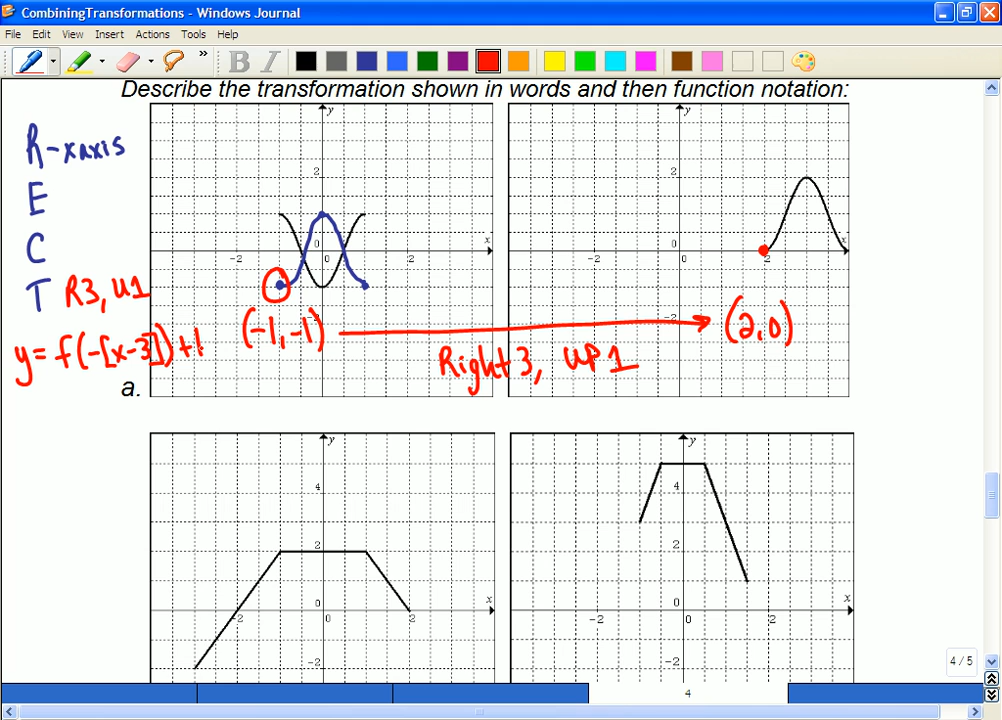 CombiningTransformations - Windows Journal
File Edit View Insert Actions Tools Help
B I
Describe the transformation shown in words and then function notation:
R-xaxis
E
C
T R3, U1
y= f(-[x-3])+1
(-1,-1)
(2,0)
Right 3, UP 1
a.
y
2
-2 0 2 x
-2
y
2
-2 0 2 x
-2
y
4
2
-2 0 2 x
-2
y
4
2
-2 0 2 x
-2
4 / 5
4